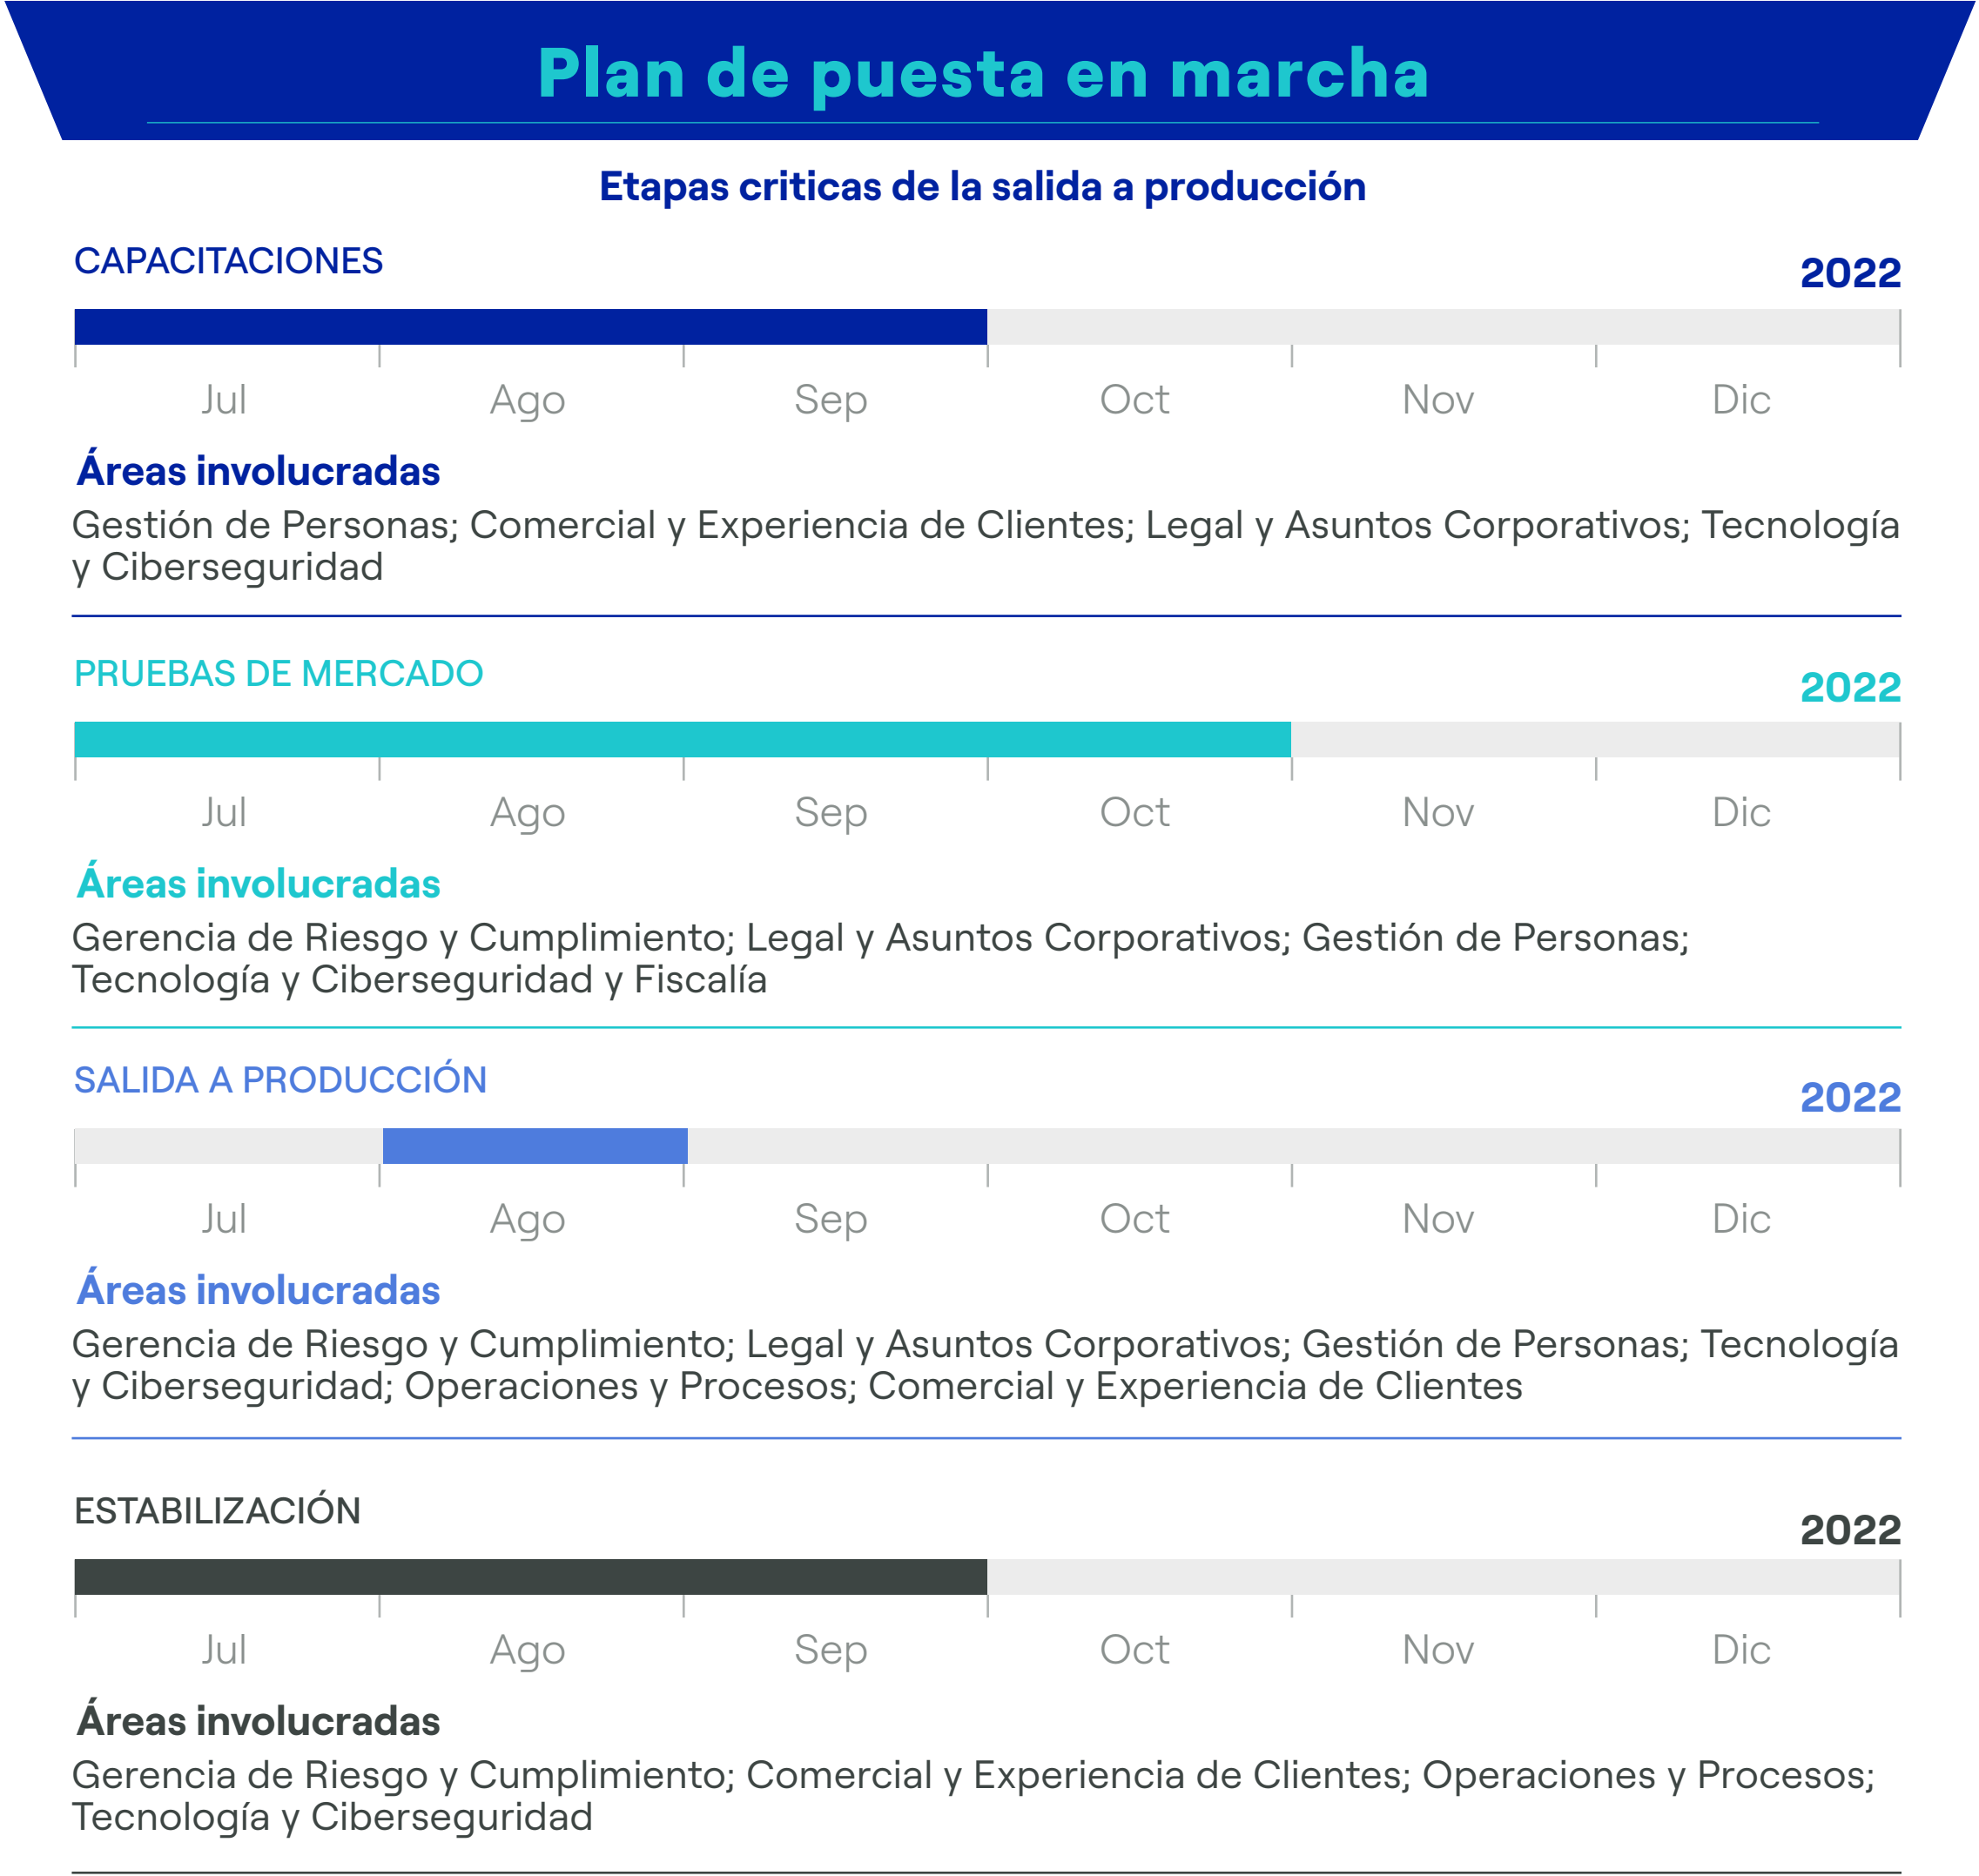 Plan de puesta en marcha
Etapas criticas de la salida a producción
CAPACITACIONES
2022
Jul Ago Sep Oct Nov Dic
Áreas involucradas
Gestión de Personas; Comercial y Experiencia de Clientes; Legal y Asuntos Corporativos; Tecnología
y Ciberseguridad
PRUEBAS DE MERCADO
2022
Jul Ago Sep Oct Nov Dic
Áreas involucradas
Gerencia de Riesgo y Cumplimiento; Legal y Asuntos Corporativos; Gestión de Personas;
Tecnología y Ciberseguridad y Fiscalía
SALIDA A PRODUCCIÓN
2022
Jul Ago Sep Oct Nov Dic
Áreas involucradas
Gerencia de Riesgo y Cumplimiento; Legal y Asuntos Corporativos; Gestión de Personas; Tecnología
y Ciberseguridad; Operaciones y Procesos; Comercial y Experiencia de Clientes
ESTABILIZACIÓN
2022
Jul Ago Sep Oct Nov Dic
Áreas involucradas
Gerencia de Riesgo y Cumplimiento; Comercial y Experiencia de Clientes; Operaciones y Procesos;
Tecnología y Ciberseguridad